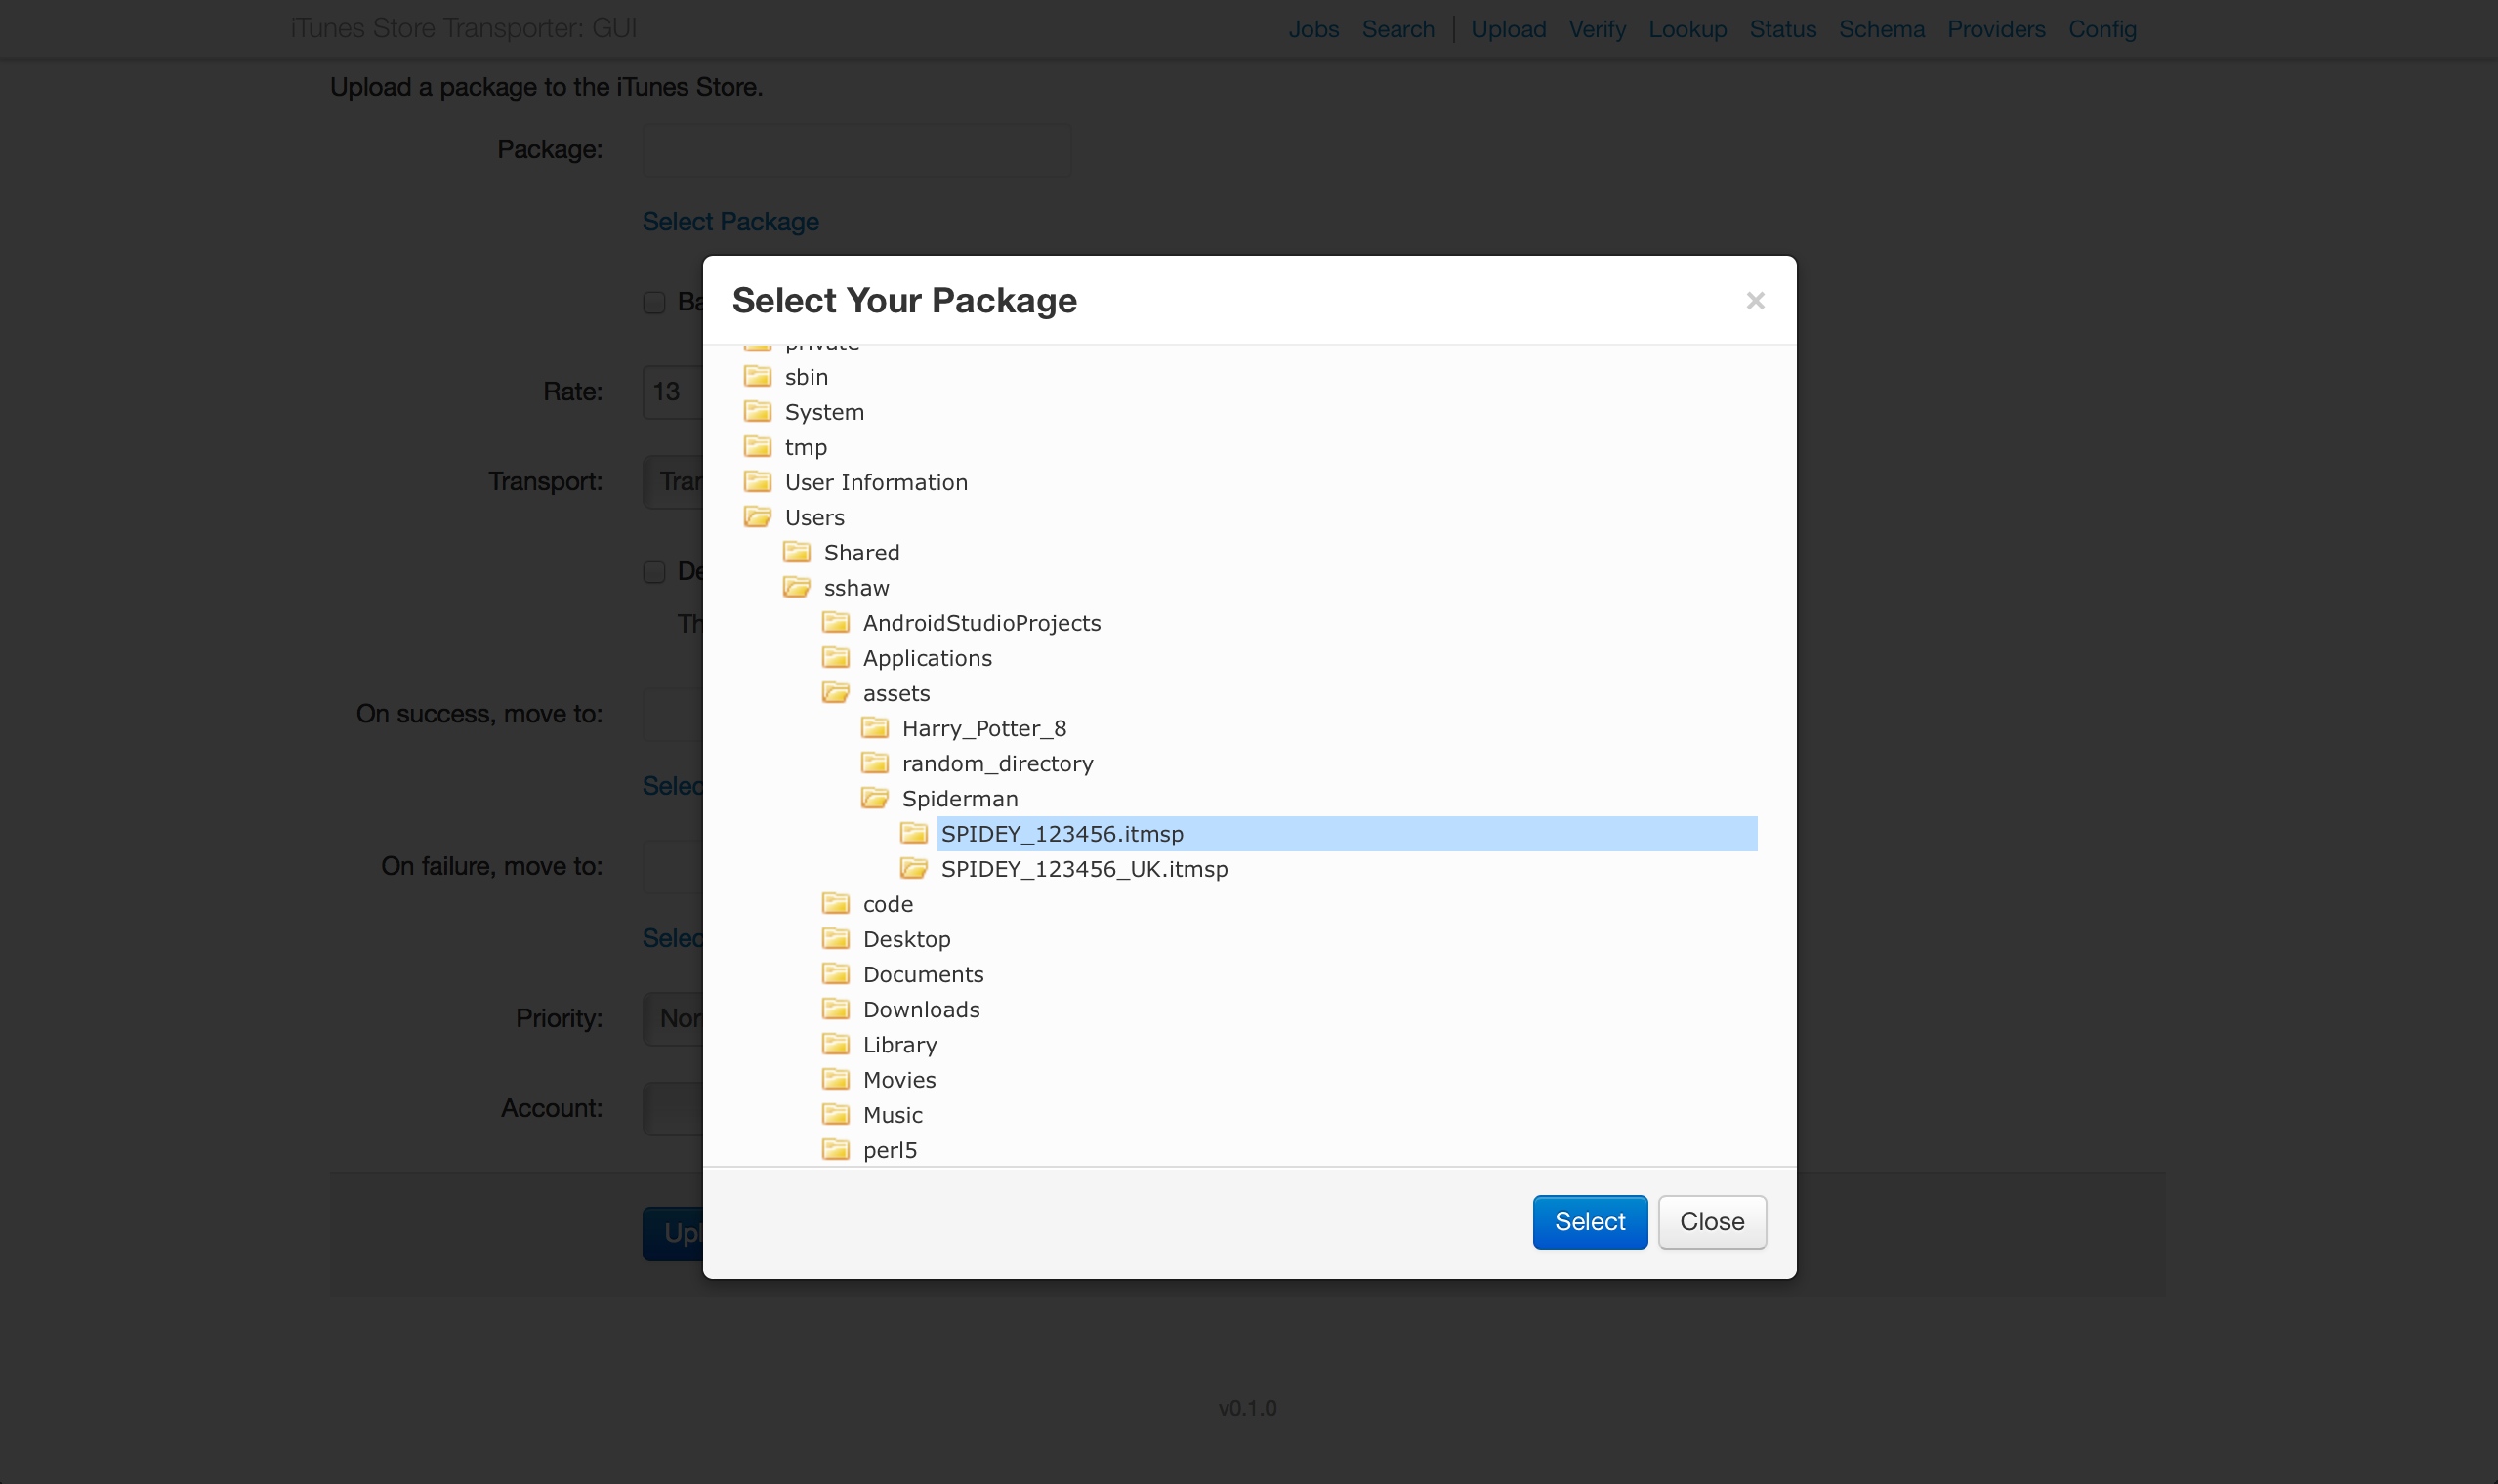 iTunes Store Transporter: GUI
Jobs Search Upload Verify Lookup Status Schema Providers Config
Upload a package to the iTunes Store.
Package:
Select Package
Select Your Package
×
Ba
private
sbin
Rate: 13
System
tmp
Transport: Tran
User Information
Users
Shared
De
sshaw
Th
AndroidStudioProjects
Applications
assets
On success, move to:
Harry_Potter_8
random_directory
Selec
Spiderman
SPIDEY_123456.itmsp
On failure, move to:
SPIDEY_123456_UK.itmsp
code
Selec
Desktop
Documents
Downloads
Priority: Nor
Library
Movies
Account:
Music
perl5
Select Close
Upl
v0.1.0